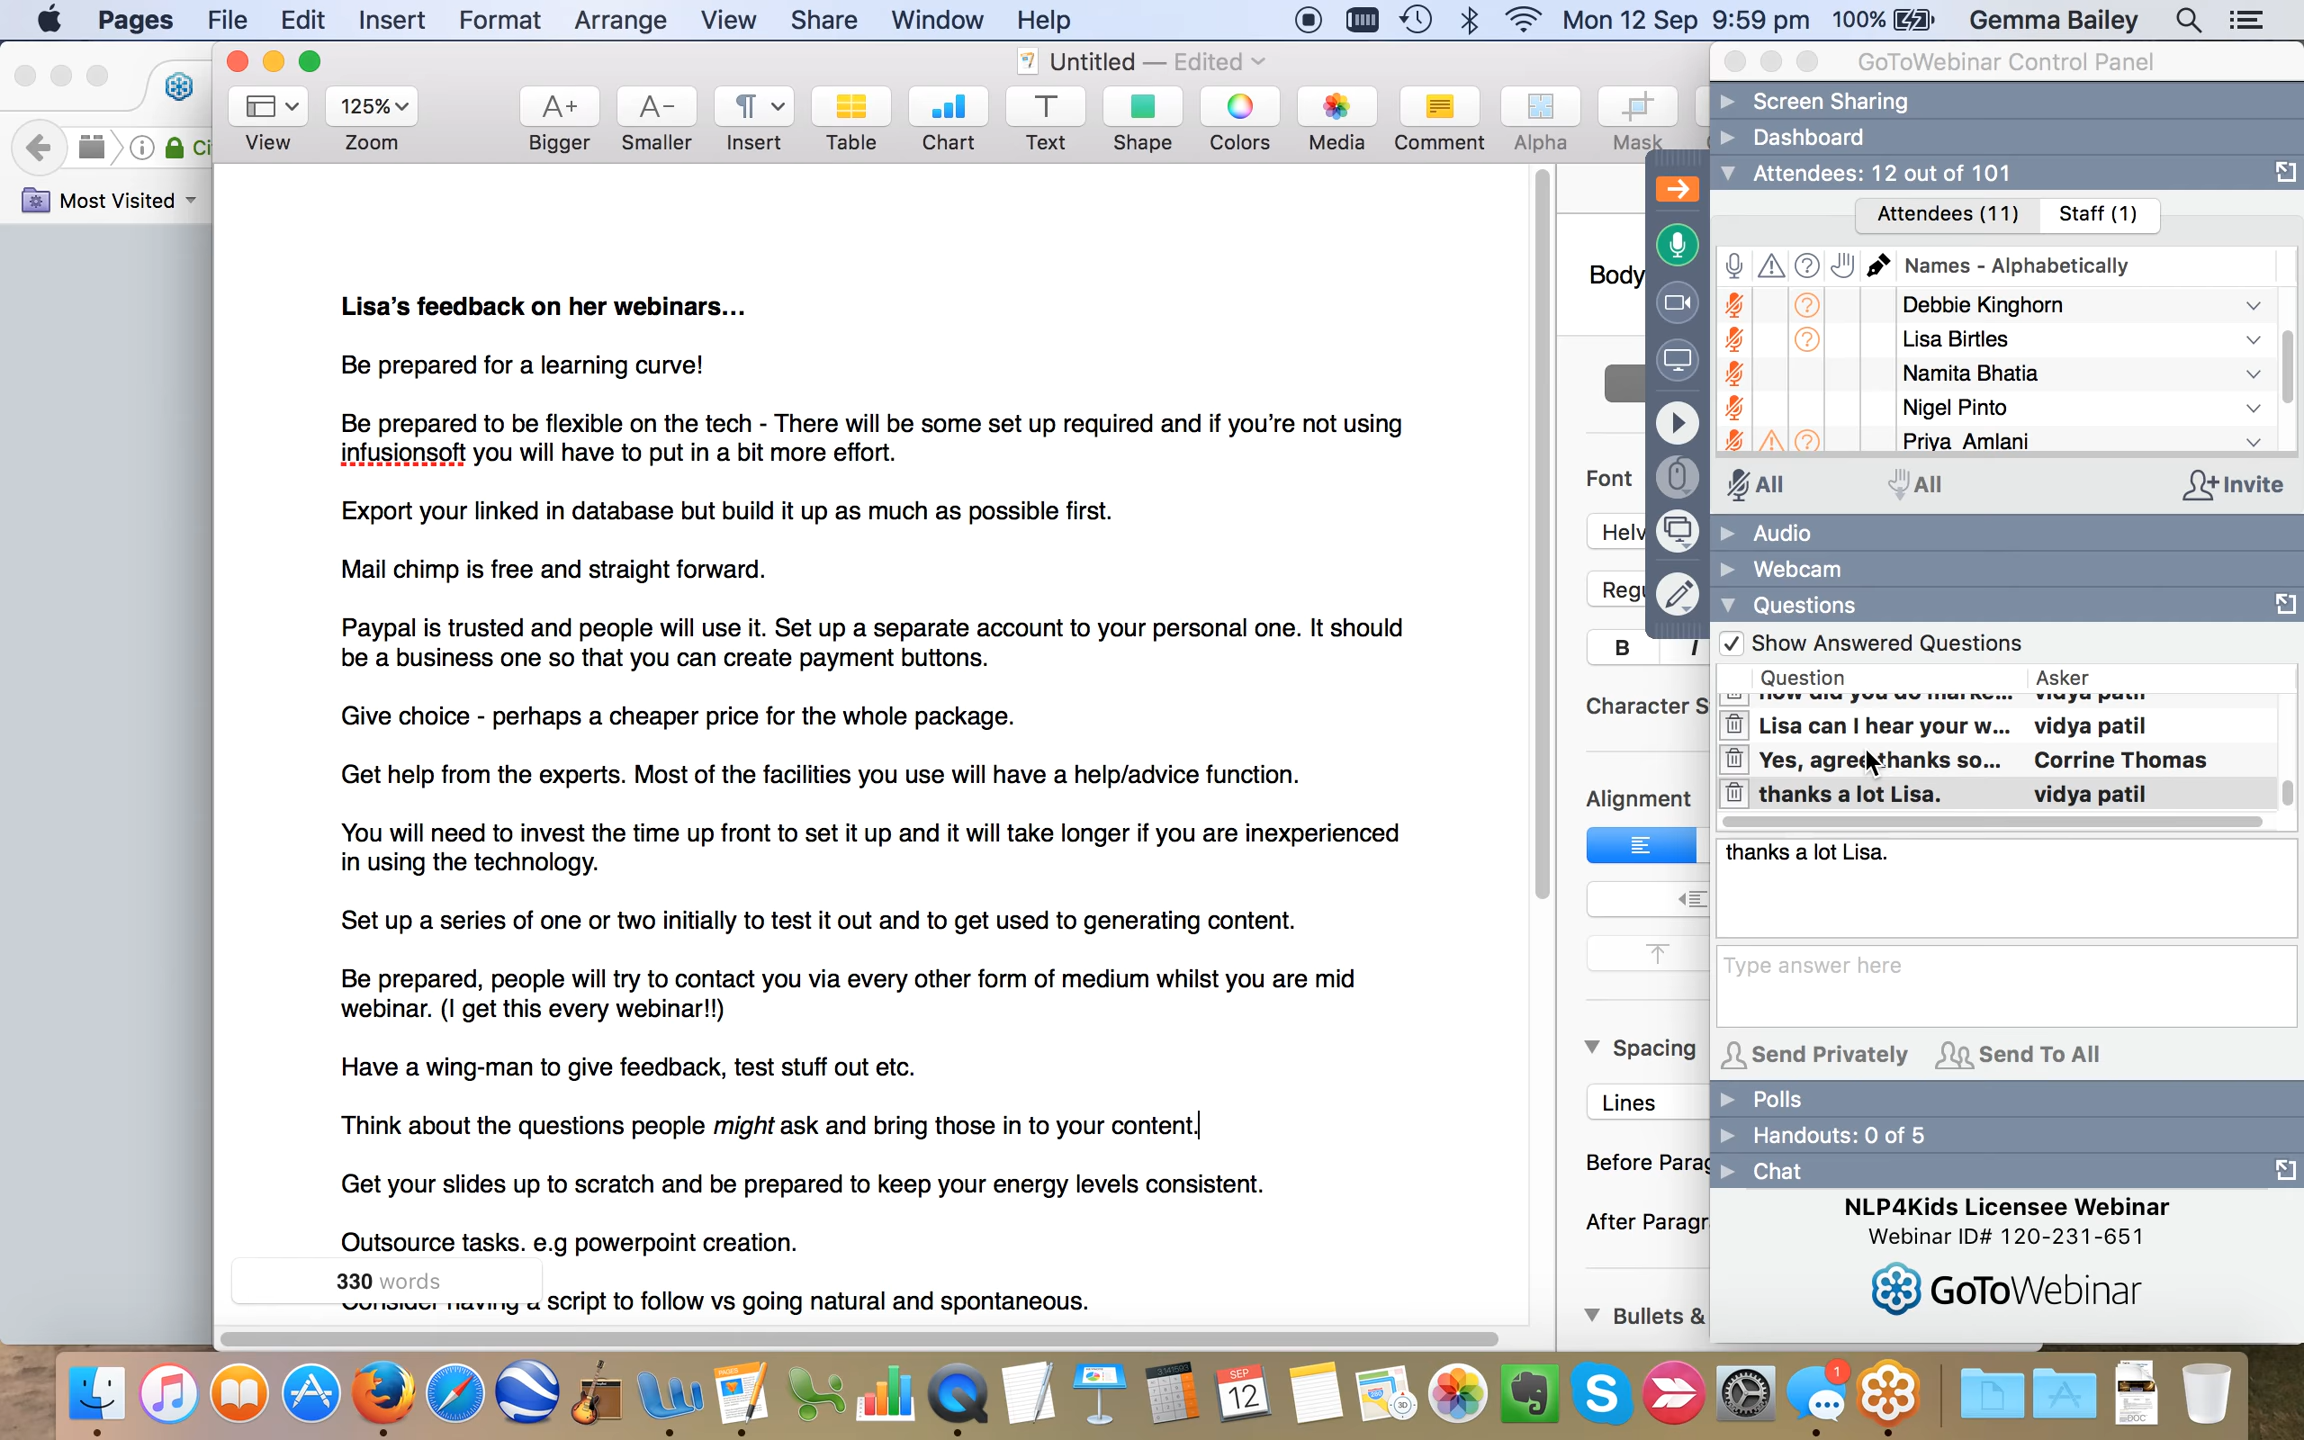 Pages File Edit Insert Format Arrange View Share Window Help
Mon 12 Sep 9:59 pm 100% Gemma Bailey
Untitled — Edited
GoToWebinar Control Panel
125%
View Zoom Bigger Smaller Insert Table Chart Text Shape Colors Media Comment Alpha Mask
Most Visited
Lisa's feedback on her webinars...
Be prepared for a learning curve!
Be prepared to be flexible on the tech - There will be some set up required and if you're not using
infusionsoft you will have to put in a bit more effort.
Export your linked in database but build it up as much as possible first.
Mail chimp is free and straight forward.
Paypal is trusted and people will use it. Set up a separate account to your personal one. It should
be a business one so that you can create payment buttons.
Give choice - perhaps a cheaper price for the whole package.
Get help from the experts. Most of the facilities you use will have a help/advice function.
You will need to invest the time up front to set it up and it will take longer if you are inexperienced
in using the technology.
Set up a series of one or two initially to test it out and to get used to generating content.
Be prepared, people will try to contact you via every other form of medium whilst you are mid
webinar. (I get this every webinar!!)
Have a wing-man to give feedback, test stuff out etc.
Think about the questions people might ask and bring those in to your content.
Get your slides up to scratch and be prepared to keep your energy levels consistent.
Outsource tasks. e.g powerpoint creation.
330 words
Consider having a script to follow vs going natural and spontaneous.
Body
Font
Helv
Regu
B I
Character S
Alignment
Spacing
Lines
Before Parag
After Paragr
Bullets &
Screen Sharing
Dashboard
Attendees: 12 out of 101
Attendees (11) Staff (1)
Names - Alphabetically
Debbie Kinghorn
Lisa Birtles
Namita Bhatia
Nigel Pinto
Priya Amlani
All All Invite
Audio
Webcam
Questions
Show Answered Questions
Question Asker
how did you do marke... vidya patil
Lisa can I hear your w... vidya patil
Yes, agree thanks so... Corrine Thomas
thanks a lot Lisa. vidya patil
thanks a lot Lisa.
Type answer here
Send Privately Send To All
Polls
Handouts: 0 of 5
Chat
NLP4Kids Licensee Webinar
Webinar ID# 120-231-651
GoToWebinar
SEP
12
1
DOC